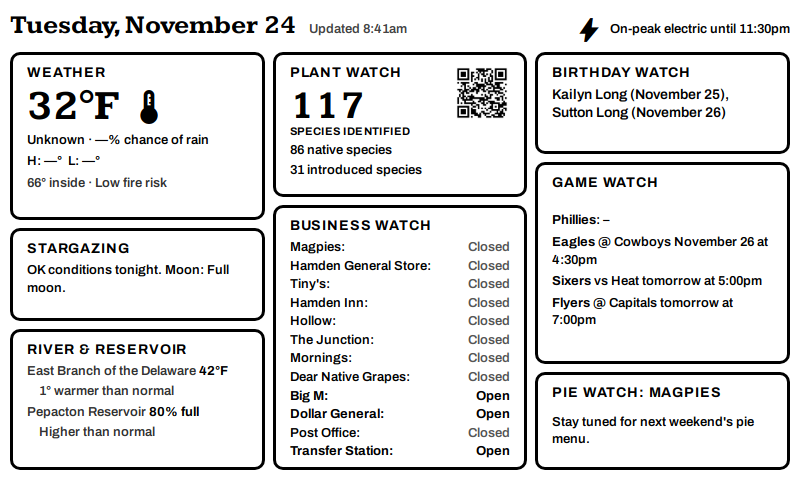 Tuesday, November 24 Updated 8:41am
On-peak electric until 11:30pm
WEATHER
32°F
Unknown · —% chance of rain
H: —° L: —°
66° inside · Low fire risk
STARGAZING
OK conditions tonight. Moon: Full
moon.
RIVER & RESERVOIR
East Branch of the Delaware 42°F
1° warmer than normal
Pepacton Reservoir 80% full
Higher than normal
PLANT WATCH
117
SPECIES IDENTIFIED
86 native species
31 introduced species
BUSINESS WATCH
Magpies: Closed
Hamden General Store: Closed
Tiny's: Closed
Hamden Inn: Closed
Hollow: Closed
The Junction: Closed
Mornings: Closed
Dear Native Grapes: Closed
Big M: Open
Dollar General: Open
Post Office: Closed
Transfer Station: Open
BIRTHDAY WATCH
Kailyn Long (November 25),
Sutton Long (November 26)
GAME WATCH
Phillies: –
Eagles @ Cowboys November 26 at
4:30pm
Sixers vs Heat tomorrow at 5:00pm
Flyers @ Capitals tomorrow at
7:00pm
PIE WATCH: MAGPIES
Stay tuned for next weekend's pie
menu.